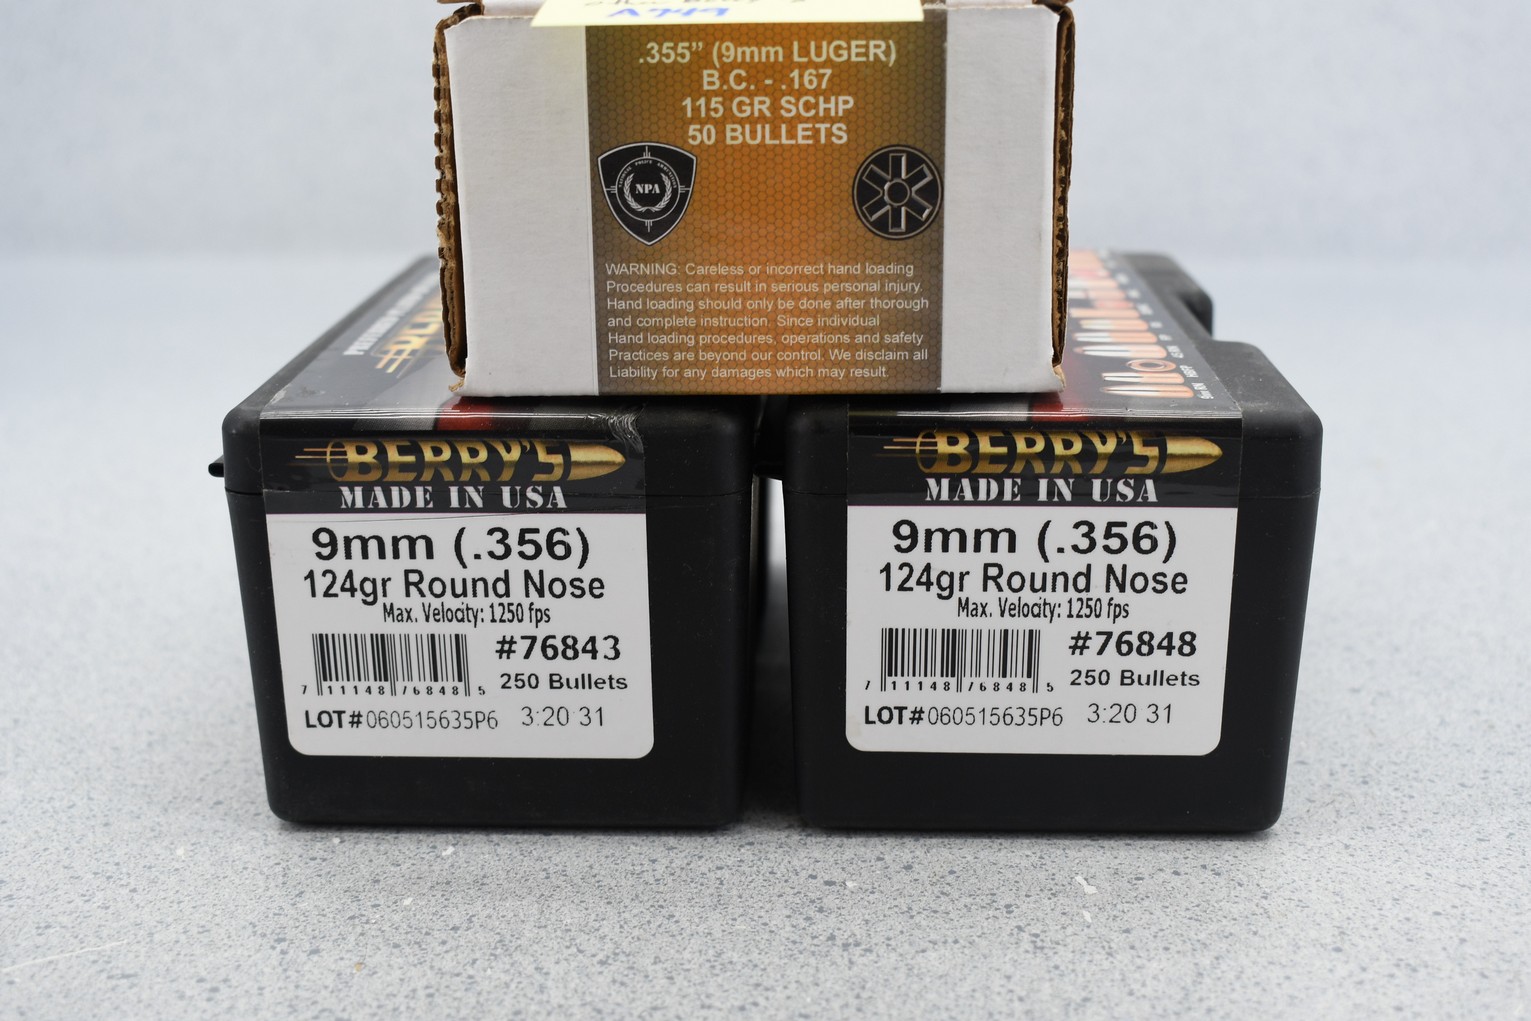 A949
.355” (9mm LUGER)
B.C. - .167
115 GR SCHP
50 BULLETS
NPA
WARNING: Careless or incorrect hand loading
Procedures can result in serious personal injury.
Hand loading should only be done after thorough
and complete instruction. Since individual
Hand loading procedures, operations and safety
Practices are beyond our control. We disclaim all
Liability for any damages which may result.
BERRY'S
MADE IN USA
9mm (.356)
124gr Round Nose
Max. Velocity: 1250 fps
#76843
250 Bullets
7 11148 76848 5
LOT#060515635P6 3:20 31
BERRY'S
MADE IN USA
9mm (.356)
124gr Round Nose
Max. Velocity: 1250 fps
#76848
250 Bullets
7 11148 76848 5
LOT#060515635P6 3:20 31